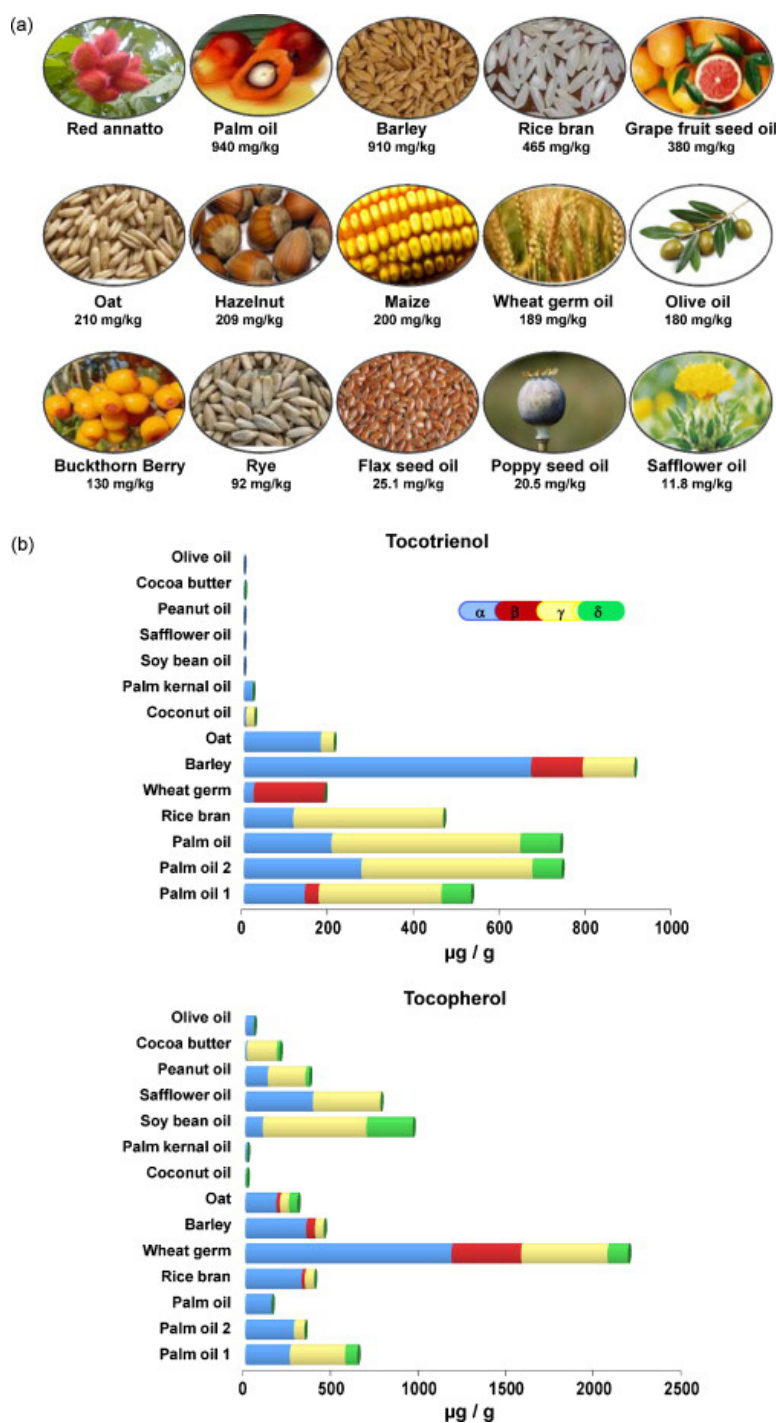 (a)
Red annatto
Palm oil
940 mg/kg
Barley
910 mg/kg
Rice bran
465 mg/kg
Grape fruit seed oil
380 mg/kg
Oat
210 mg/kg
Hazelnut
209 mg/kg
Maize
200 mg/kg
Wheat germ oil
189 mg/kg
Olive oil
180 mg/kg
Buckthorn Berry
130 mg/kg
Rye
92 mg/kg
Flax seed oil
25.1 mg/kg
Poppy seed oil
20.5 mg/kg
Safflower oil
11.8 mg/kg
(b)
Tocotrienol
α β γ δ
Olive oil
Cocoa butter
Peanut oil
Safflower oil
Soy bean oil
Palm kernal oil
Coconut oil
Oat
Barley
Wheat germ
Rice bran
Palm oil
Palm oil 2
Palm oil 1
0 200 400 600 800 1000
µg / g
Tocopherol
Olive oil
Cocoa butter
Peanut oil
Safflower oil
Soy bean oil
Palm kernal oil
Coconut oil
Oat
Barley
Wheat germ
Rice bran
Palm oil
Palm oil 2
Palm oil 1
0 500 1000 1500 2000 2500
µg / g